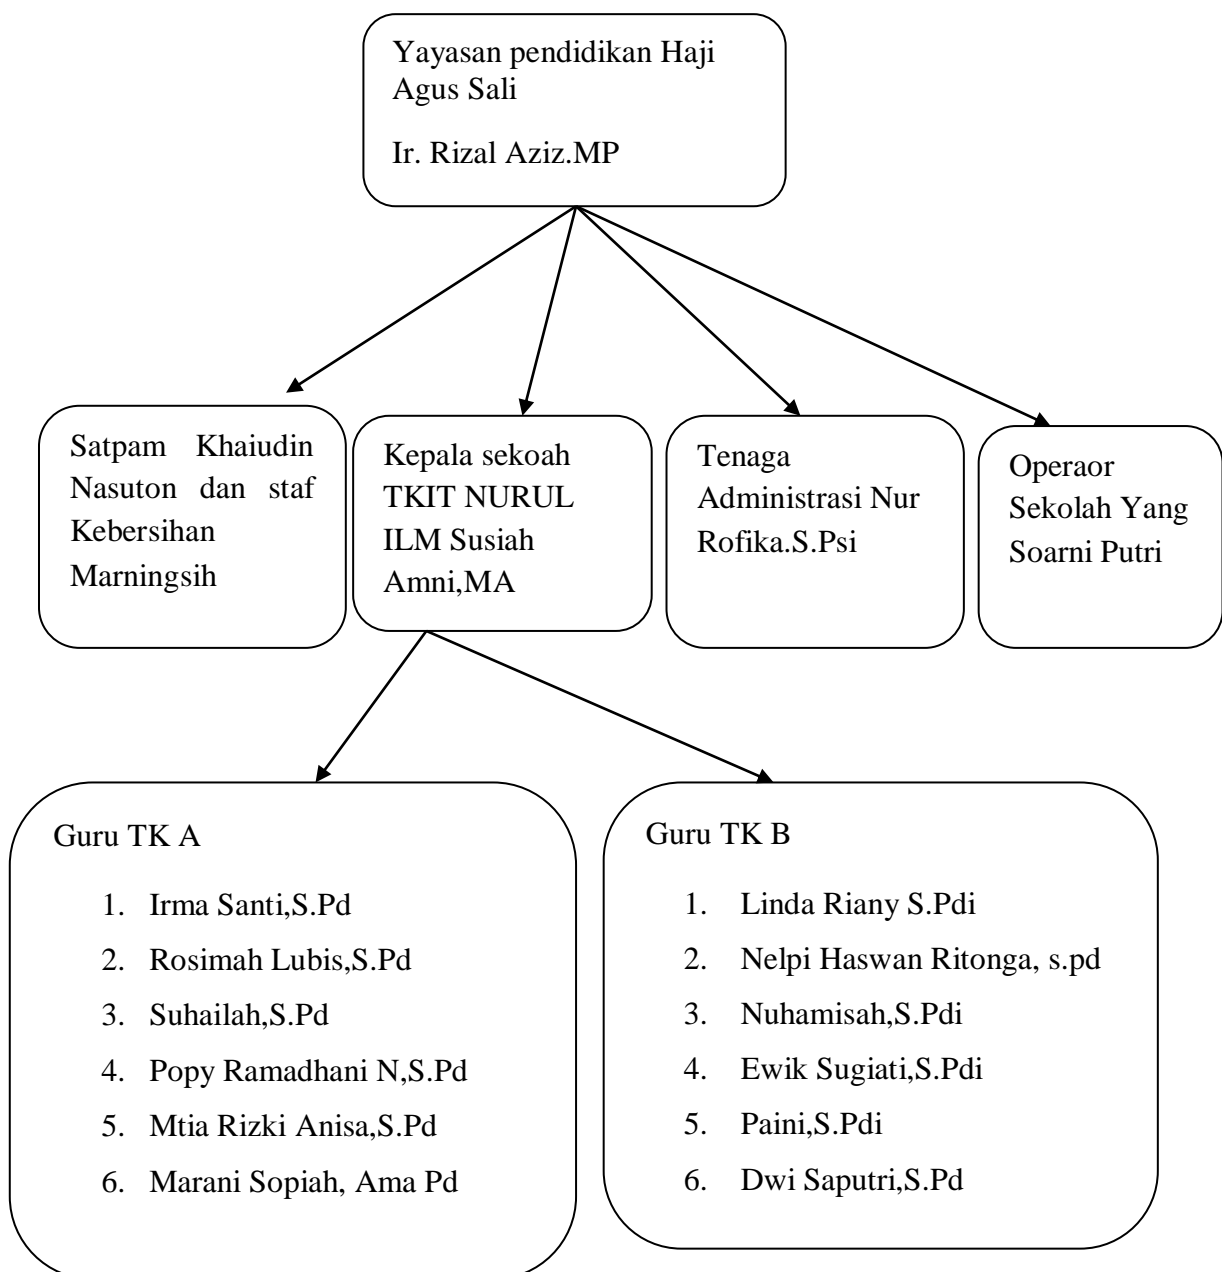 Yayasan pendidikan Haji
Agus Sali
Ir. Rizal Aziz.MP
Satpam Khaiudin
Nasuton dan staf
Kebersihan
Marningsih
Kepala sekoah
TKIT NURUL
ILM Susiah
Amni,MA
Tenaga
Administrasi Nur
Rofika.S.Psi
Operaor
Sekolah Yang
Soarni Putri
Guru TK A
1. Irma Santi,S.Pd
2. Rosimah Lubis,S.Pd
3. Suhailah,S.Pd
4. Popy Ramadhani N,S.Pd
5. Mtia Rizki Anisa,S.Pd
6. Marani Sopiah, Ama Pd
Guru TK B
1. Linda Riany S.Pdi
2. Nelpi Haswan Ritonga, s.pd
3. Nuhamisah,S.Pdi
4. Ewik Sugiati,S.Pdi
5. Paini,S.Pdi
6. Dwi Saputri,S.Pd